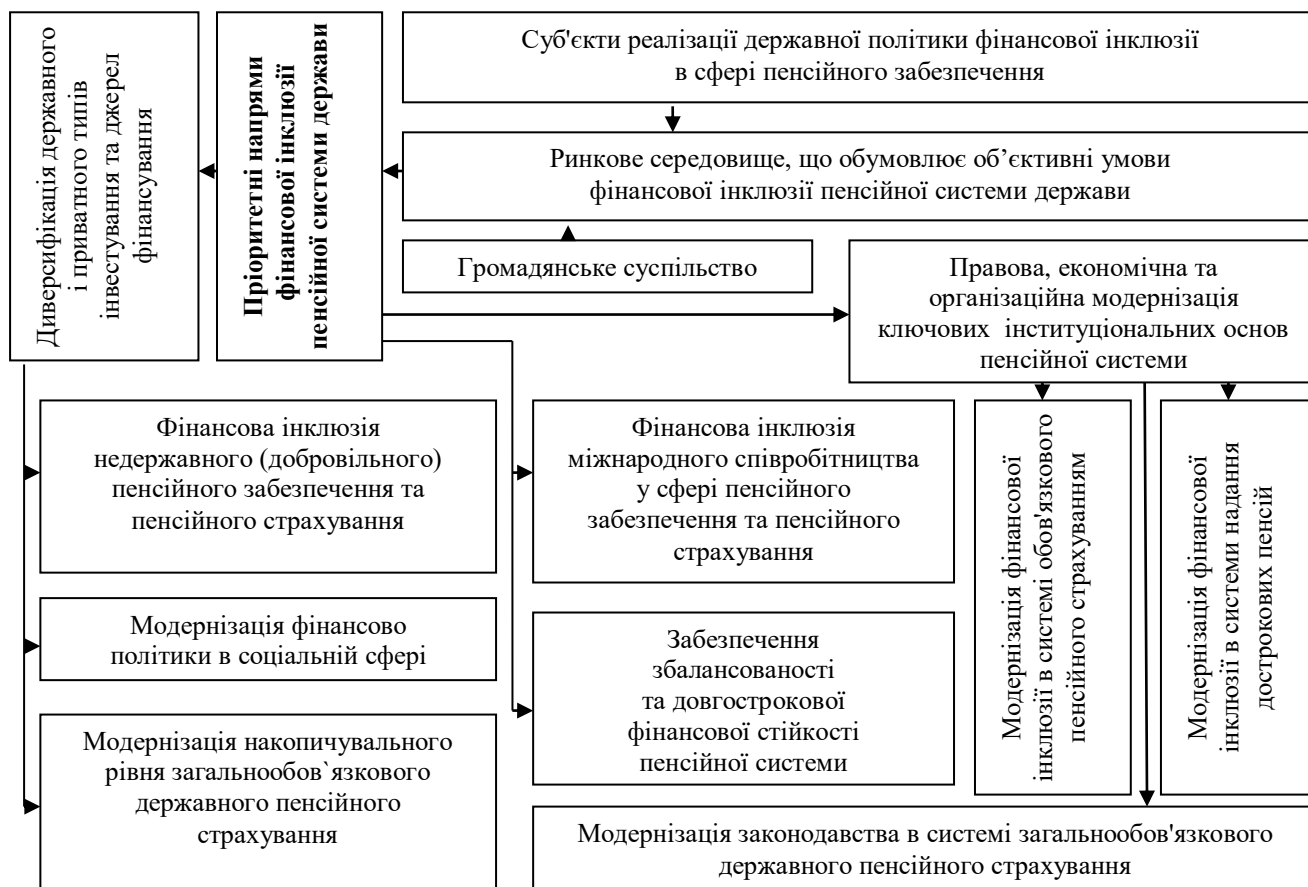 Диверсифікація державного
і приватного типів
інвестування та джерел
фінансування
Пріоритетні напрями
фінансової інклюзії
пенсійної системи держави
Суб'єкти реалізації державної політики фінансової інклюзії
в сфері пенсійного забезпечення
Ринкове середовище, що обумовлює об’єктивні умови
фінансової інклюзії пенсійної системи держави
Громадянське суспільство
Правова, економічна та
організаційна модернізація
ключових інституціональних основ
пенсійної системи
Фінансова інклюзія
недержавного (добровільного)
пенсійного забезпечення та
пенсійного страхування
Фінансова інклюзія
міжнародного співробітництва
у сфері пенсійного
забезпечення та пенсійного
страхування
Модернізація фінансової
інклюзії в системі обов'язкового
пенсійного страхуванням
Модернізація фінансової
інклюзії в системи надання
дострокових пенсій
Модернізація фінансово
політики в соціальній сфері
Забезпечення
збалансованості
та довгострокової
фінансової стійкості
пенсійної системи
Модернізація накопичувального
рівня загальнообов`язкового
державного пенсійного
страхування
Модернізація законодавства в системі загальнообов'язкового
державного пенсійного страхування